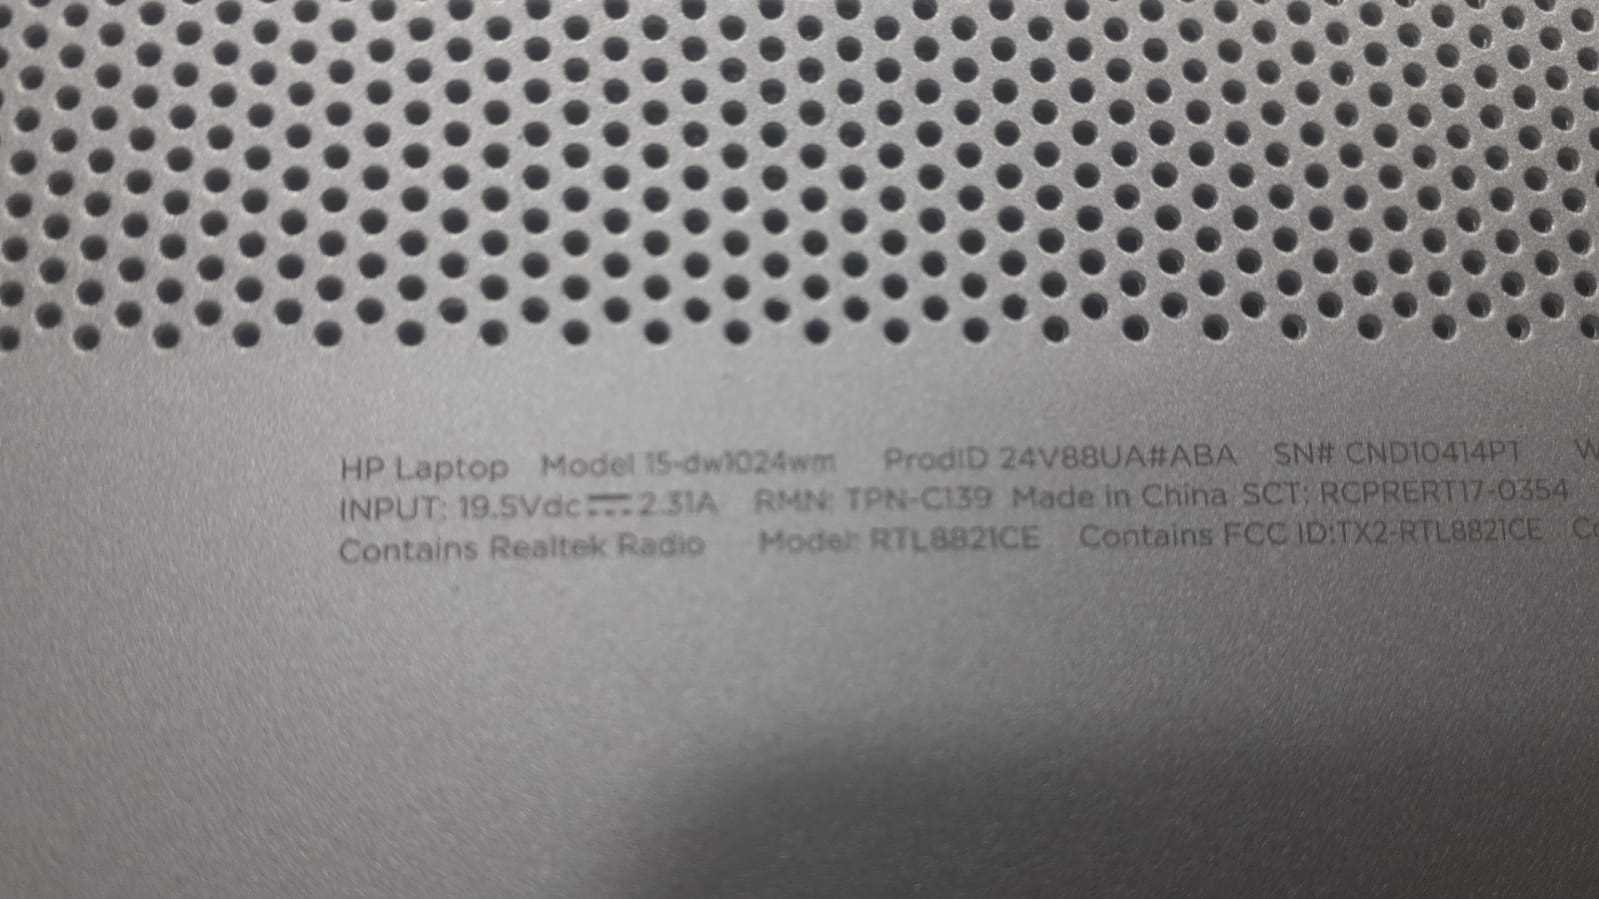 HP Laptop Model 15-dw1024wm ProdID 24V88UA#ABA SN# CND10414PT
INPUT: 19.5Vdc⎓2.31A RMN: TPN-C139 Made in China SCT: RCPRERT17-0354
Contains Realtek Radio Model: RTL8821CE Contains FCC ID:TX2-RTL8821CE